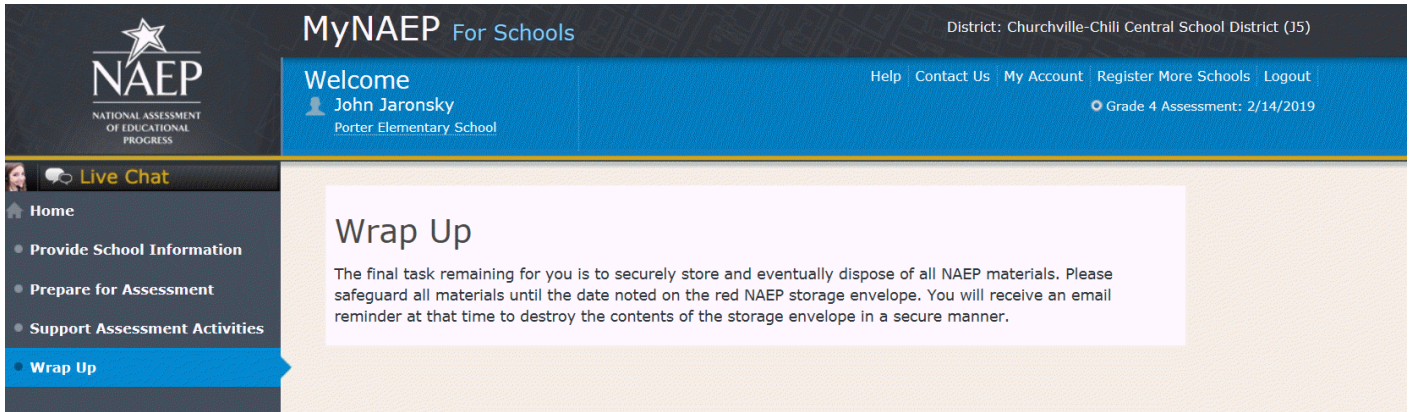 NAEP
NATIONAL ASSESSMENT
OF EDUCATIONAL
PROGRESS
MyNAEP For Schools
District: Churchville-Chili Central School District (J5)
Welcome
John Jaronsky
Porter Elementary School
Help Contact Us My Account Register More Schools Logout
Grade 4 Assessment: 2/14/2019
Live Chat
Home
Provide School Information
Prepare for Assessment
Support Assessment Activities
Wrap Up
Wrap Up
The final task remaining for you is to securely store and eventually dispose of all NAEP materials. Please
safeguard all materials until the date noted on the red NAEP storage envelope. You will receive an email
reminder at that time to destroy the contents of the storage envelope in a secure manner.